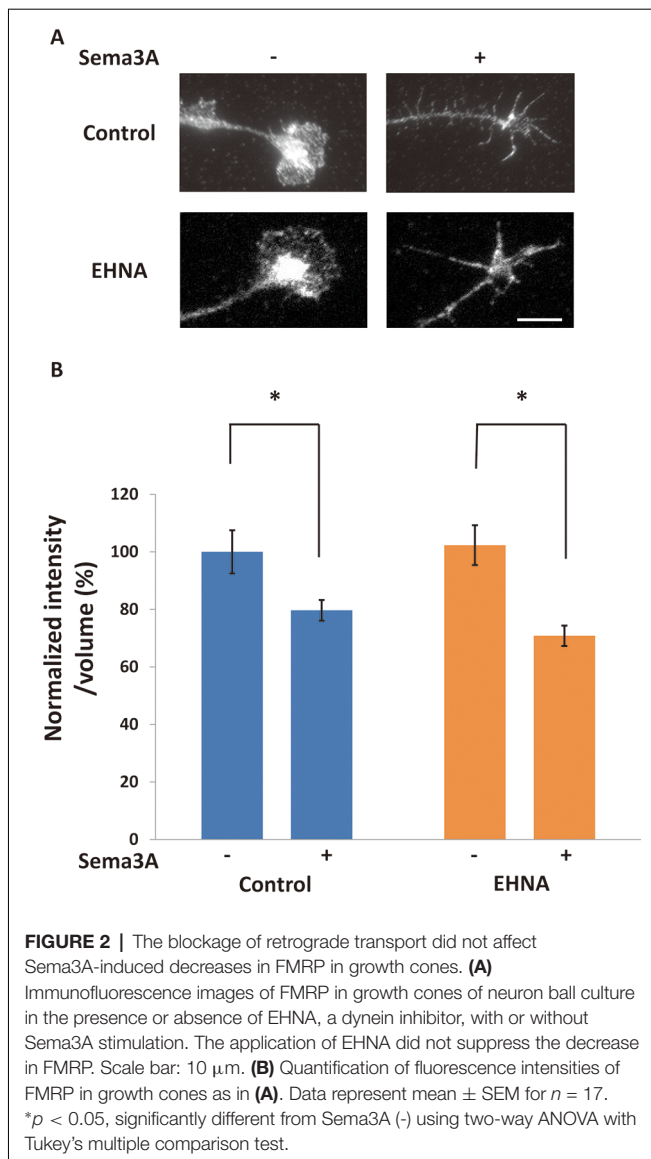 A
Sema3A - +
Control
EHNA
B
* *
Normalized intensity
/volume (%)
120
100
80
60
40
20
0
Sema3A - + - +
Control EHNA
FIGURE 2 | The blockage of retrograde transport did not affect
Sema3A-induced decreases in FMRP in growth cones. (A)
Immunofluorescence images of FMRP in growth cones of neuron ball culture
in the presence or absence of EHNA, a dynein inhibitor, with or without
Sema3A stimulation. The application of EHNA did not suppress the decrease
in FMRP. Scale bar: 10 μm. (B) Quantification of fluorescence intensities of
FMRP in growth cones as in (A). Data represent mean ± SEM for n = 17.
*p < 0.05, significantly different from Sema3A (-) using two-way ANOVA with
Tukey's multiple comparison test.